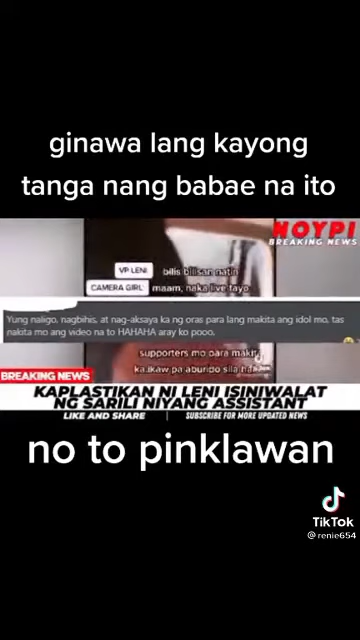 ginawa lang kayong
tanga nang babae na ito
NOYPI
BREAKING NEWS
VP LENI bilis bilisan natin
CAMERA GIRL maam, naka live tayo
Yung naligo, nagbihis, at nag-aksaya ka ng oras para lang makita ang idol mo, tas
nakita mo ang video na to HAHAHA aray ko pooo.
supporters mo para makit
ka.Ikaw pa aburido sila na
BREAKING NEWS
KAPLASTIKAN NI LENI ISINIWALAT
NG SARILI NIYANG ASSISTANT
LIKE AND SHARE SUBSCRIBE FOR MORE UPDATED NEWS
no to pinklawan
TikTok
@renie654